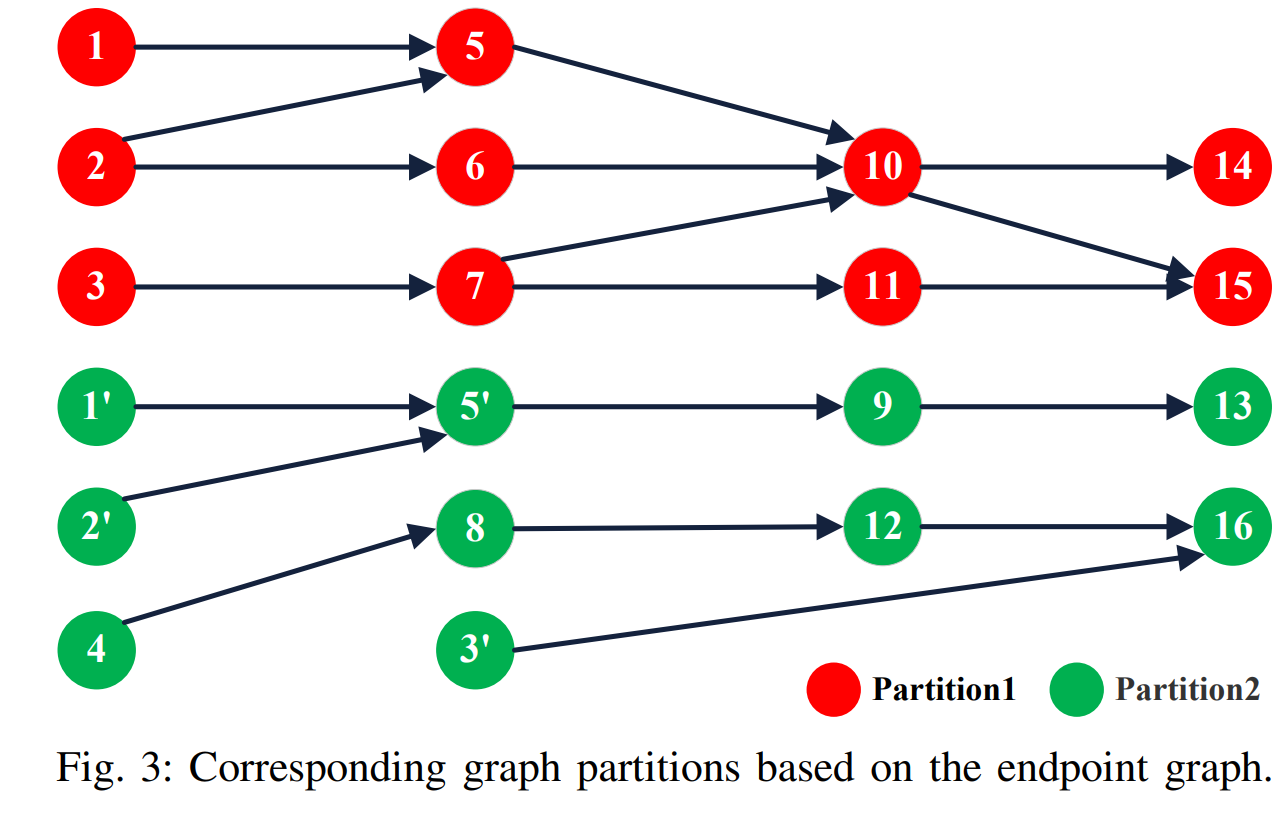 1 5
2 6 10 14
3 7 11 15
1' 5' 9 13
2' 8 12 16
4 3'
Partition1 Partition2
Fig. 3: Corresponding graph partitions based on the endpoint graph.